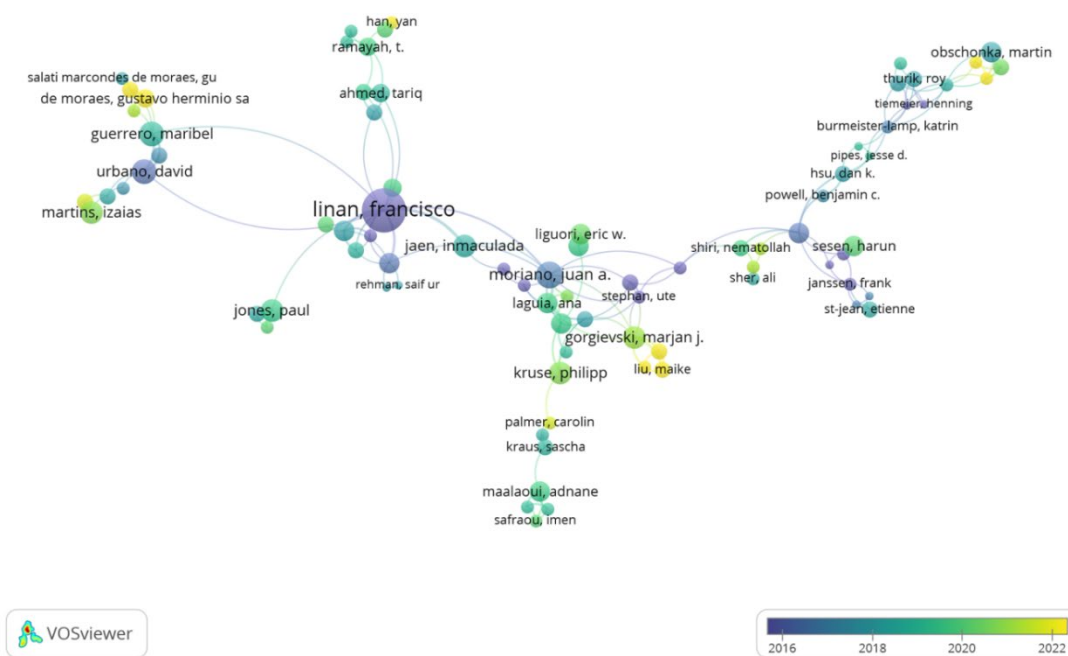 han, yan
ramayah, t.
obschonka, martin
salati marcondes de moraes, gu
thurik, roy
de moraes, gustavo herminio sa
ahmed, tariq
tiemeier, henning
guerrero, maribel
burmeister-lamp, katrin
pipes, jesse d.
urbano, david
hsu, dan k.
powell, benjamin c.
martins, izaias
linan, francisco
liguori, eric w.
jaen, inmaculada
shiri, nematollah
sesen, harun
moriano, juan a.
sher, ali
rehman, saif ur
janssen, frank
stephan, ute
laguia, ana
jones, paul
st-jean, etienne
gorgievski, marjan j.
kruse, philipp
liu, maike
palmer, carolin
kraus, sascha
maalaoui, adnane
safraou, imen
VOSviewer
2016 2018 2020 2022